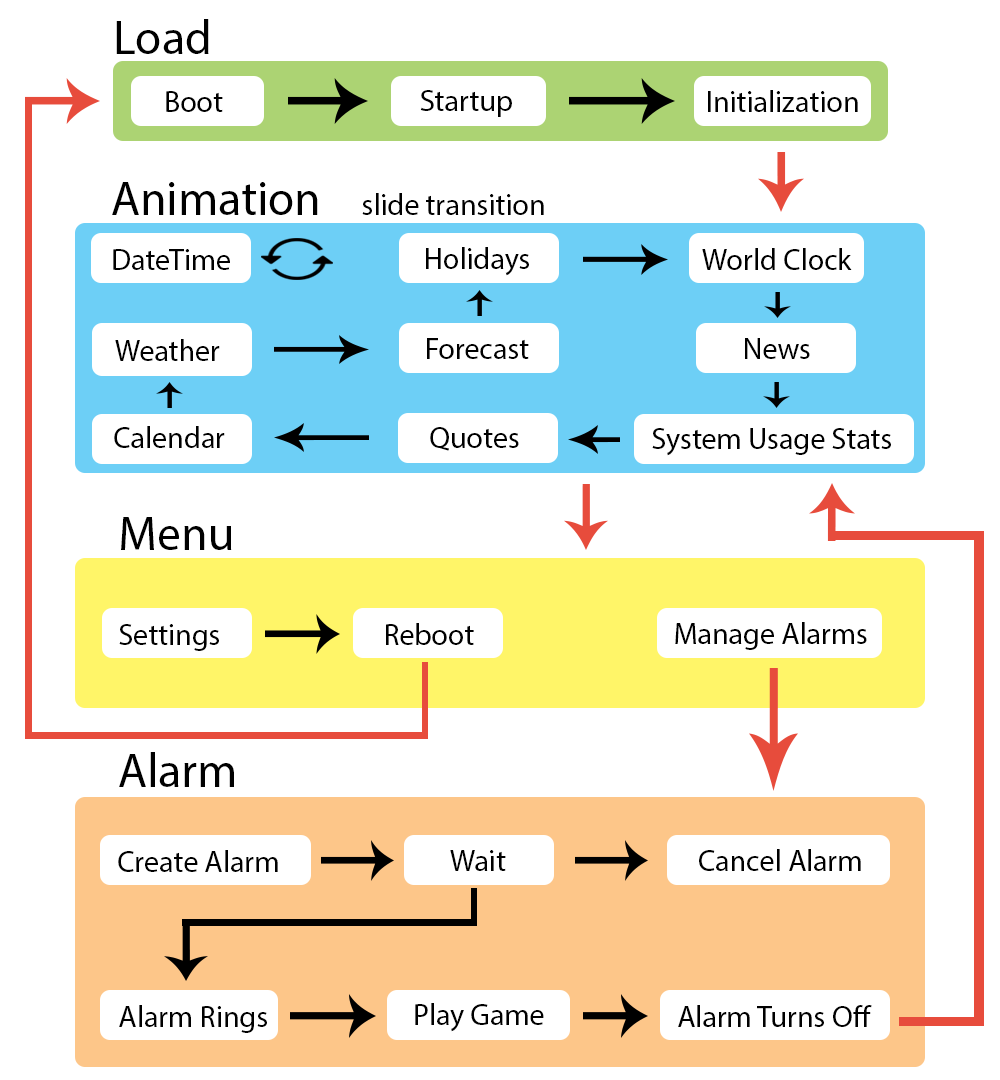 Load
Boot
Startup
Initialization
Animation
slide transition
DateTime
Holidays
World Clock
Weather
Forecast
News
Calendar
Quotes
System Usage Stats
Menu
Settings
Reboot
Manage Alarms
Alarm
Create Alarm
Wait
Cancel Alarm
Alarm Rings
Play Game
Alarm Turns Off